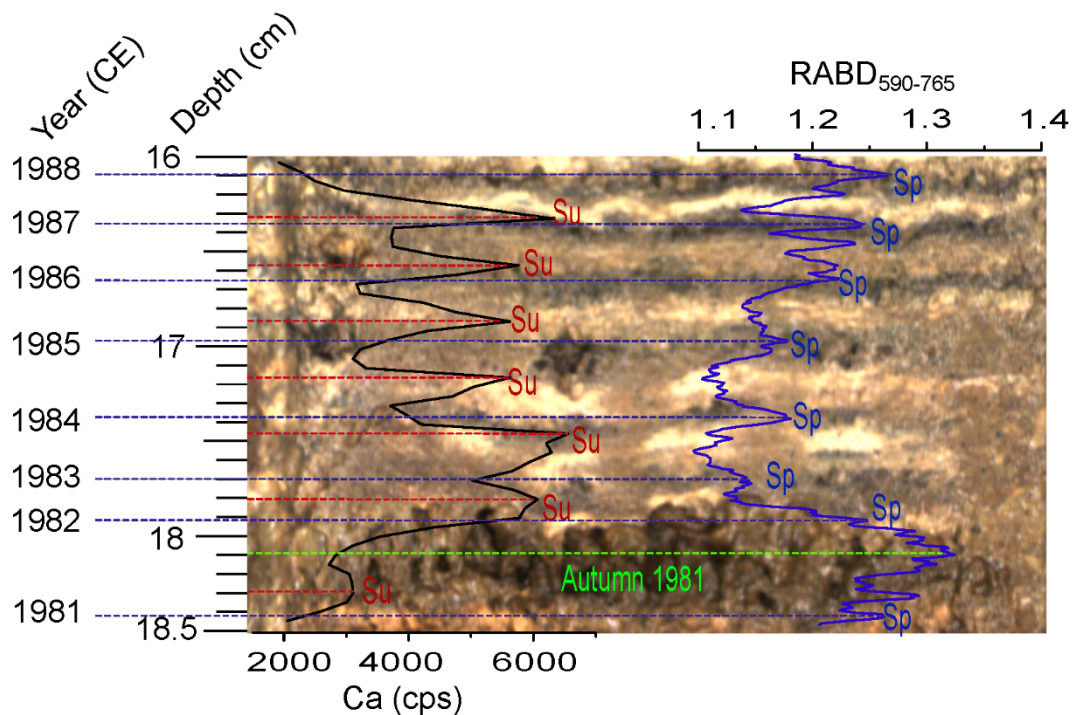 Year (CE)
Depth (cm)
RABD590-765
1.1 1.2 1.3 1.4
1988
16
Sp
Su
1987
Sp
Su
1986
Sp
Su
1985
17
Sp
Su
1984
Sp
Su
1983
Sp
Su
1982
Sp
18
Autumn 1981
Su
1981
Sp
18.5
2000 4000 6000
Ca (cps)